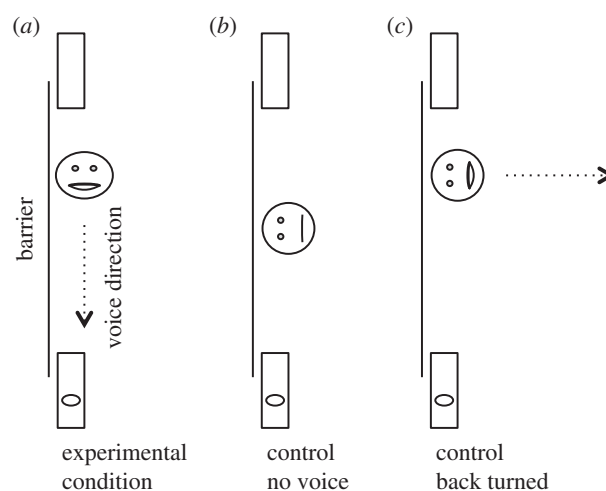 (a)
(b)
(c)
barrier
voice direction
experimental
condition
control
no voice
control
back turned